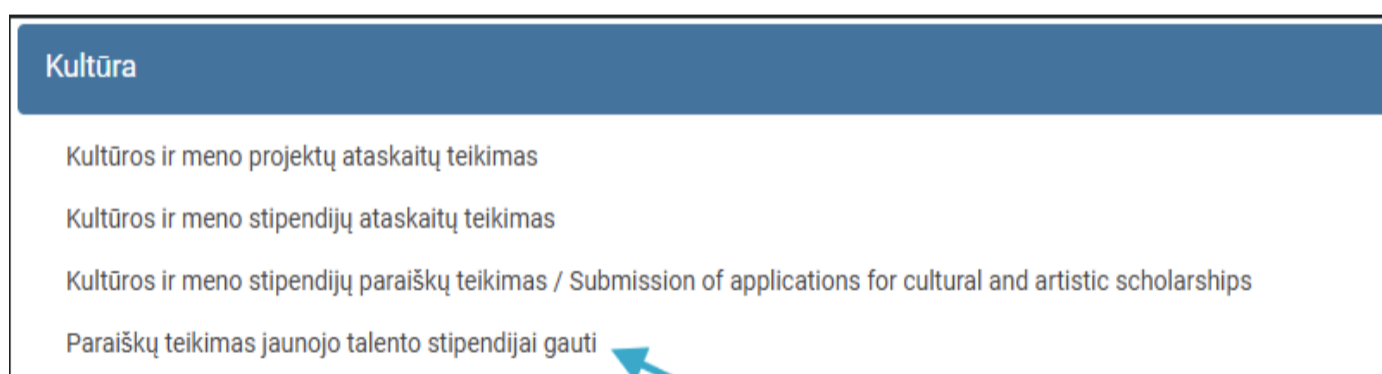 Kultūra
Kultūros ir meno projektų ataskaitų teikimas
Kultūros ir meno stipendijų ataskaitų teikimas
Kultūros ir meno stipendijų paraiškų teikimas / Submission of applications for cultural and artistic scholarships
Paraiškų teikimas jaunojo talento stipendijai gauti